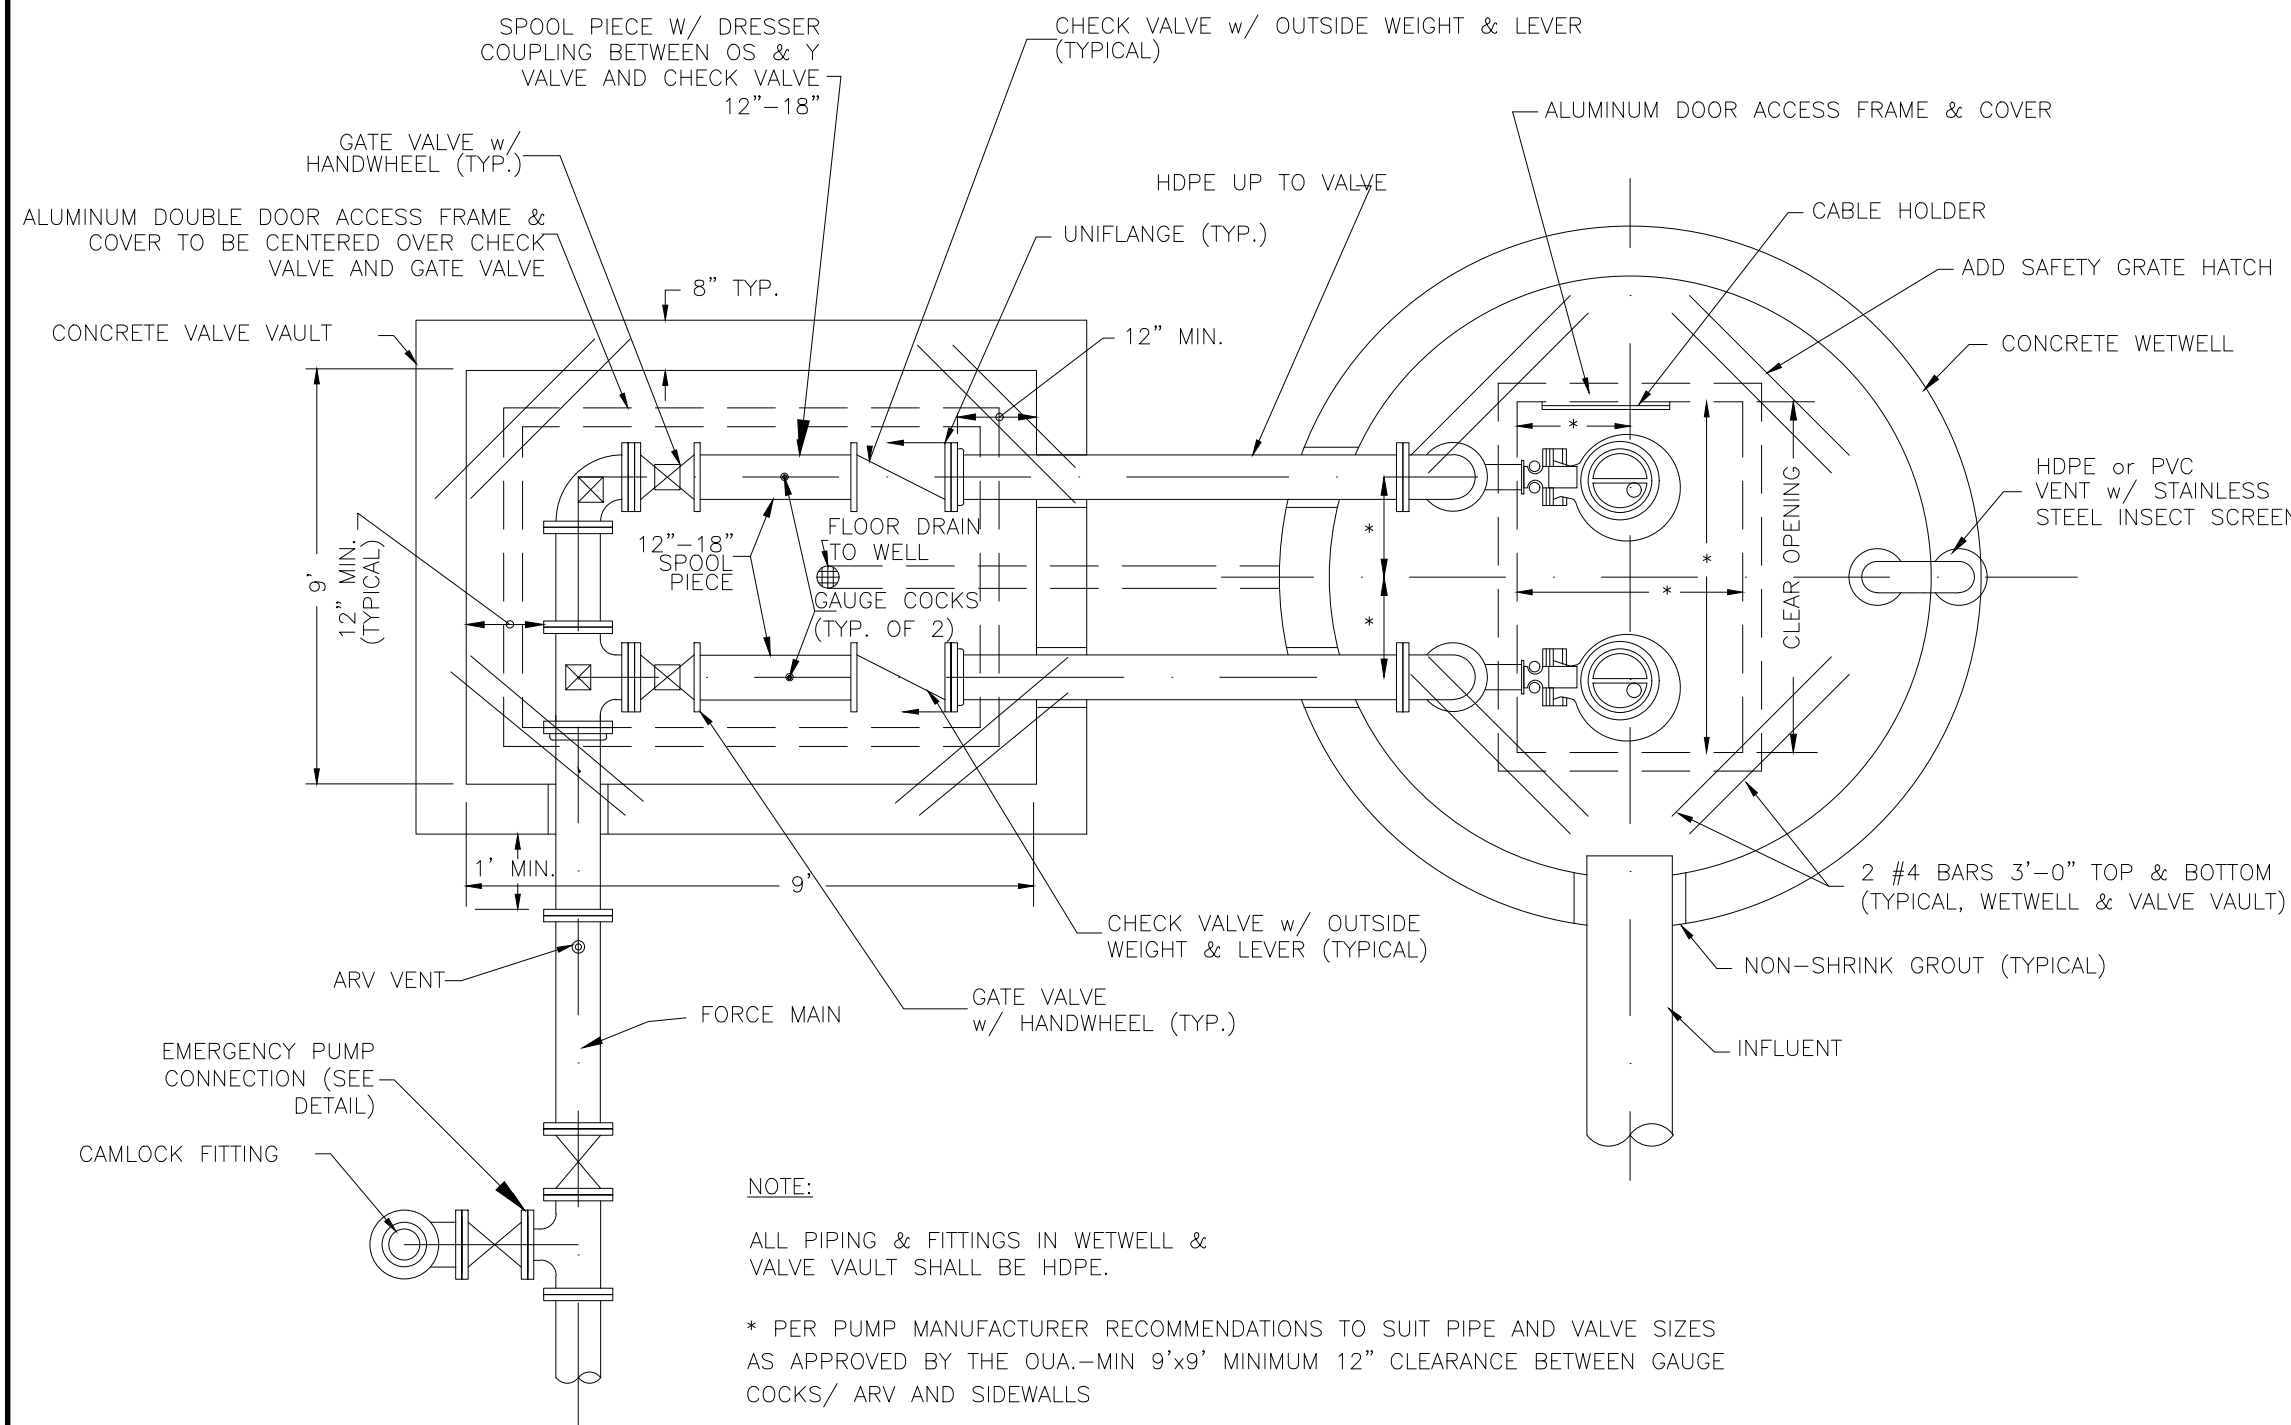 SPOOL PIECE W/ DRESSER
COUPLING BETWEEN OS & Y
VALVE AND CHECK VALVE
12"-18"
CHECK VALVE w/ OUTSIDE WEIGHT & LEVER
(TYPICAL)
ALUMINUM DOOR ACCESS FRAME & COVER
GATE VALVE w/
HANDWHEEL (TYP.)
HDPE UP TO VALVE
CABLE HOLDER
ALUMINUM DOUBLE DOOR ACCESS FRAME &
COVER TO BE CENTERED OVER CHECK
VALVE AND GATE VALVE
UNIFLANGE (TYP.)
ADD SAFETY GRATE HATCH
8" TYP.
CONCRETE VALVE VAULT
12" MIN.
CONCRETE WETWELL
*
HDPE or PVC
VENT w/ STAINLESS
STEEL INSECT SCREEN
CLEAR OPENING
*
*
*
*
FLOOR DRAIN
TO WELL
12"-18"
SPOOL
PIECE
GAUGE COCKS
(TYP. OF 2)
9'
12" MIN.
(TYPICAL)
1' MIN.
9'
2 #4 BARS 3'-0" TOP & BOTTOM
(TYPICAL, WETWELL & VALVE VAULT)
CHECK VALVE w/ OUTSIDE
WEIGHT & LEVER (TYPICAL)
NON-SHRINK GROUT (TYPICAL)
ARV VENT
GATE VALVE
w/ HANDWHEEL (TYP.)
FORCE MAIN
INFLUENT
EMERGENCY PUMP
CONNECTION (SEE
DETAIL)
CAMLOCK FITTING
NOTE:
ALL PIPING & FITTINGS IN WETWELL &
VALVE VAULT SHALL BE HDPE.
* PER PUMP MANUFACTURER RECOMMENDATIONS TO SUIT PIPE AND VALVE SIZES
AS APPROVED BY THE OUA.-MIN 9'x9' MINIMUM 12" CLEARANCE BETWEEN GAUGE
COCKS/ ARV AND SIDEWALLS